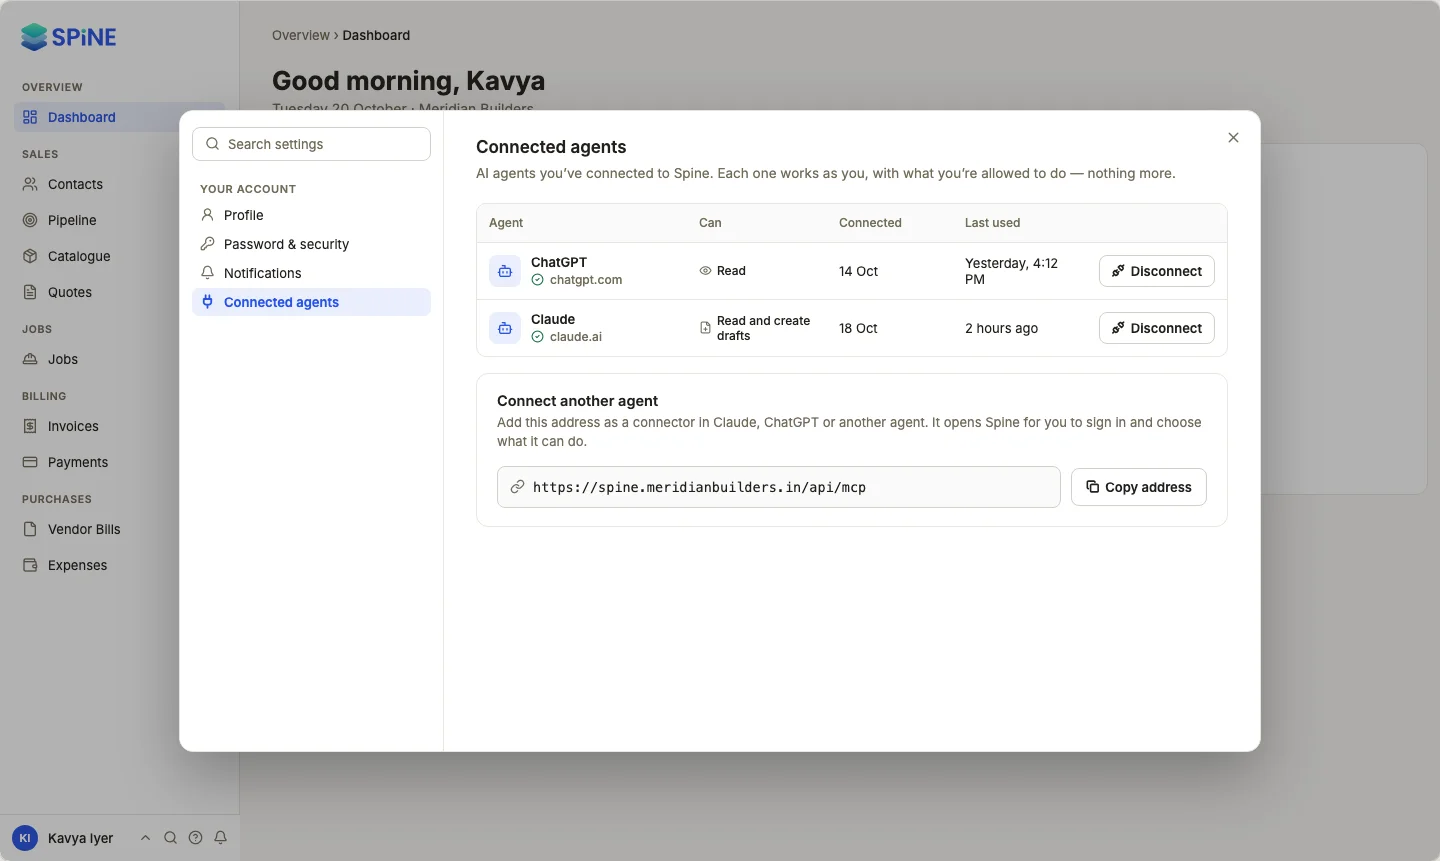 SPiNE
OVERVIEW
Dashboard
SALES
Contacts
Pipeline
Catalogue
Quotes
JOBS
Jobs
BILLING
Invoices
Payments
PURCHASES
Vendor Bills
Expenses
KI
Kavya Iyer
Overview › Dashboard
Good morning, Kavya
Tuesday 20 October · Meridian Builders
Search settings
YOUR ACCOUNT
Profile
Password & security
Notifications
Connected agents
Connected agents
AI agents you’ve connected to Spine. Each one works as you, with what you’re allowed to do — nothing more.
Agent Can Connected Last used
ChatGPT
chatgpt.com
Read
14 Oct
Yesterday, 4:12
PM
Disconnect
Claude
claude.ai
Read and create
drafts
18 Oct
2 hours ago
Disconnect
Connect another agent
Add this address as a connector in Claude, ChatGPT or another agent. It opens Spine for you to sign in and choose
what it can do.
https://spine.meridianbuilders.in/api/mcp
Copy address